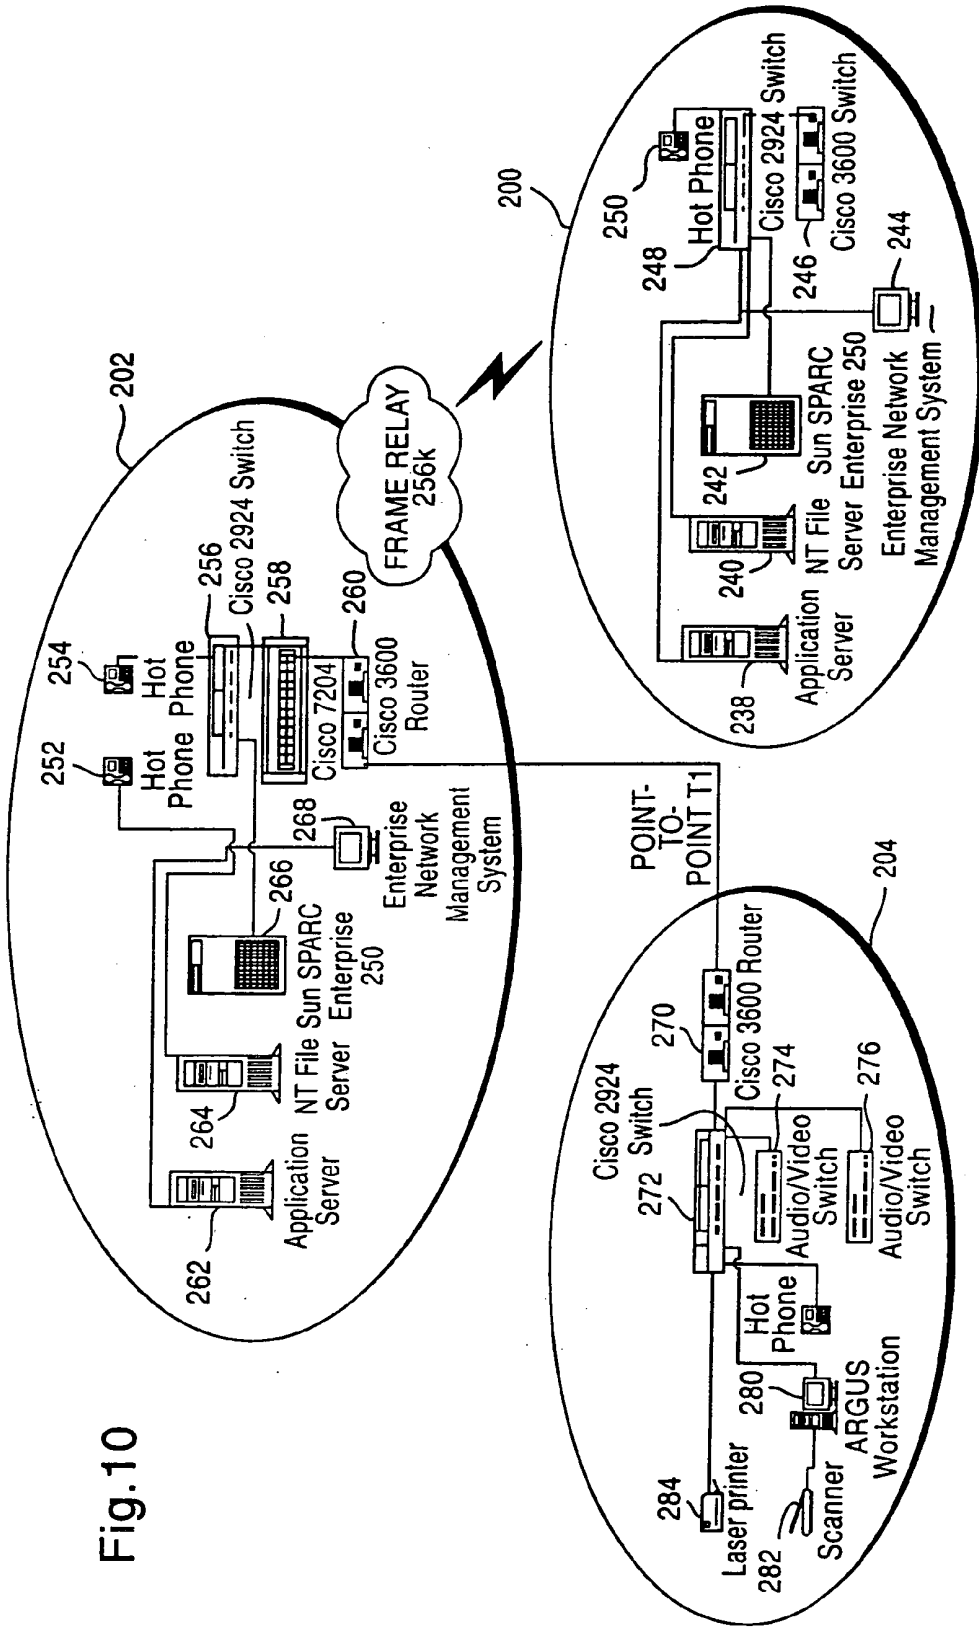 Fig.10
202
252
Hot
Phone
254
Hot
Phone
256
Cisco 2924 Switch
258
Cisco 7204
260
Cisco 3600
Router
262
Application
Server
264
NT File
Server
266
Sun SPARC
Enterprise
250
268
Enterprise
Network
Management
System
FRAME RELAY
256k
POINT-
TO-
POINT T1
200
250
Hot Phone
248
Cisco 2924 Switch
246
Cisco 3600 Switch
244
Enterprise Network
Management System
242
Sun SPARC
Enterprise 250
240
NT File
Server
238
Application
Server
204
270
Cisco 3600 Router
Cisco 2924
Switch
272
274
Audio/Video
Switch
276
Audio/Video
Switch
Hot
Phone
280
ARGUS
Workstation
284
Laser printer
282
Scanner